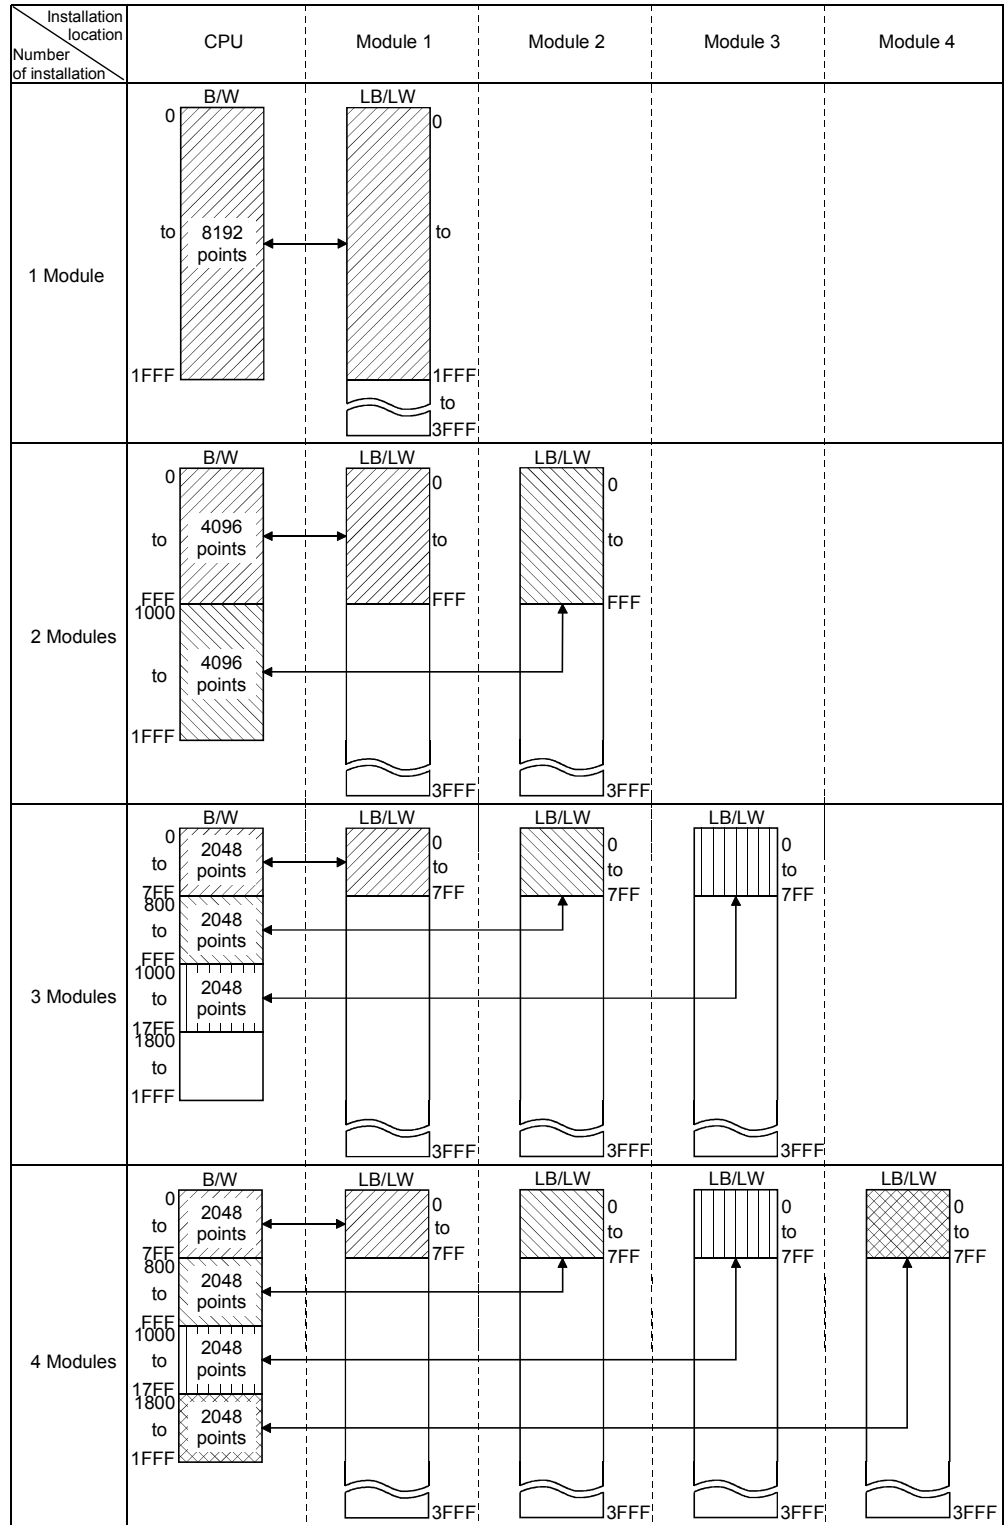 Installation
location
Number
of installation
CPU
Module 1
Module 2
Module 3
Module 4
1 Module
B/W
LB/LW
0
0
to
8192
points
to
1FFF
1FFF
to
3FFF
2 Modules
B/W
LB/LW
LB/LW
0
0
0
to
4096
points
to
to
FFF
FFF
FFF
1000
to
4096
points
1FFF
3FFF
3FFF
3 Modules
B/W
LB/LW
LB/LW
LB/LW
0
0
0
0
to
2048
points
to
to
to
7FF
7FF
7FF
7FF
800
to
2048
points
FFF
1000
to
2048
points
17FF
1800
to
1FFF
3FFF
3FFF
3FFF
4 Modules
B/W
LB/LW
LB/LW
LB/LW
LB/LW
0
0
0
0
0
to
2048
points
to
to
to
to
7FF
7FF
7FF
7FF
7FF
800
to
2048
points
FFF
1000
to
2048
points
17FF
1800
to
2048
points
1FFF
3FFF
3FFF
3FFF
3FFF